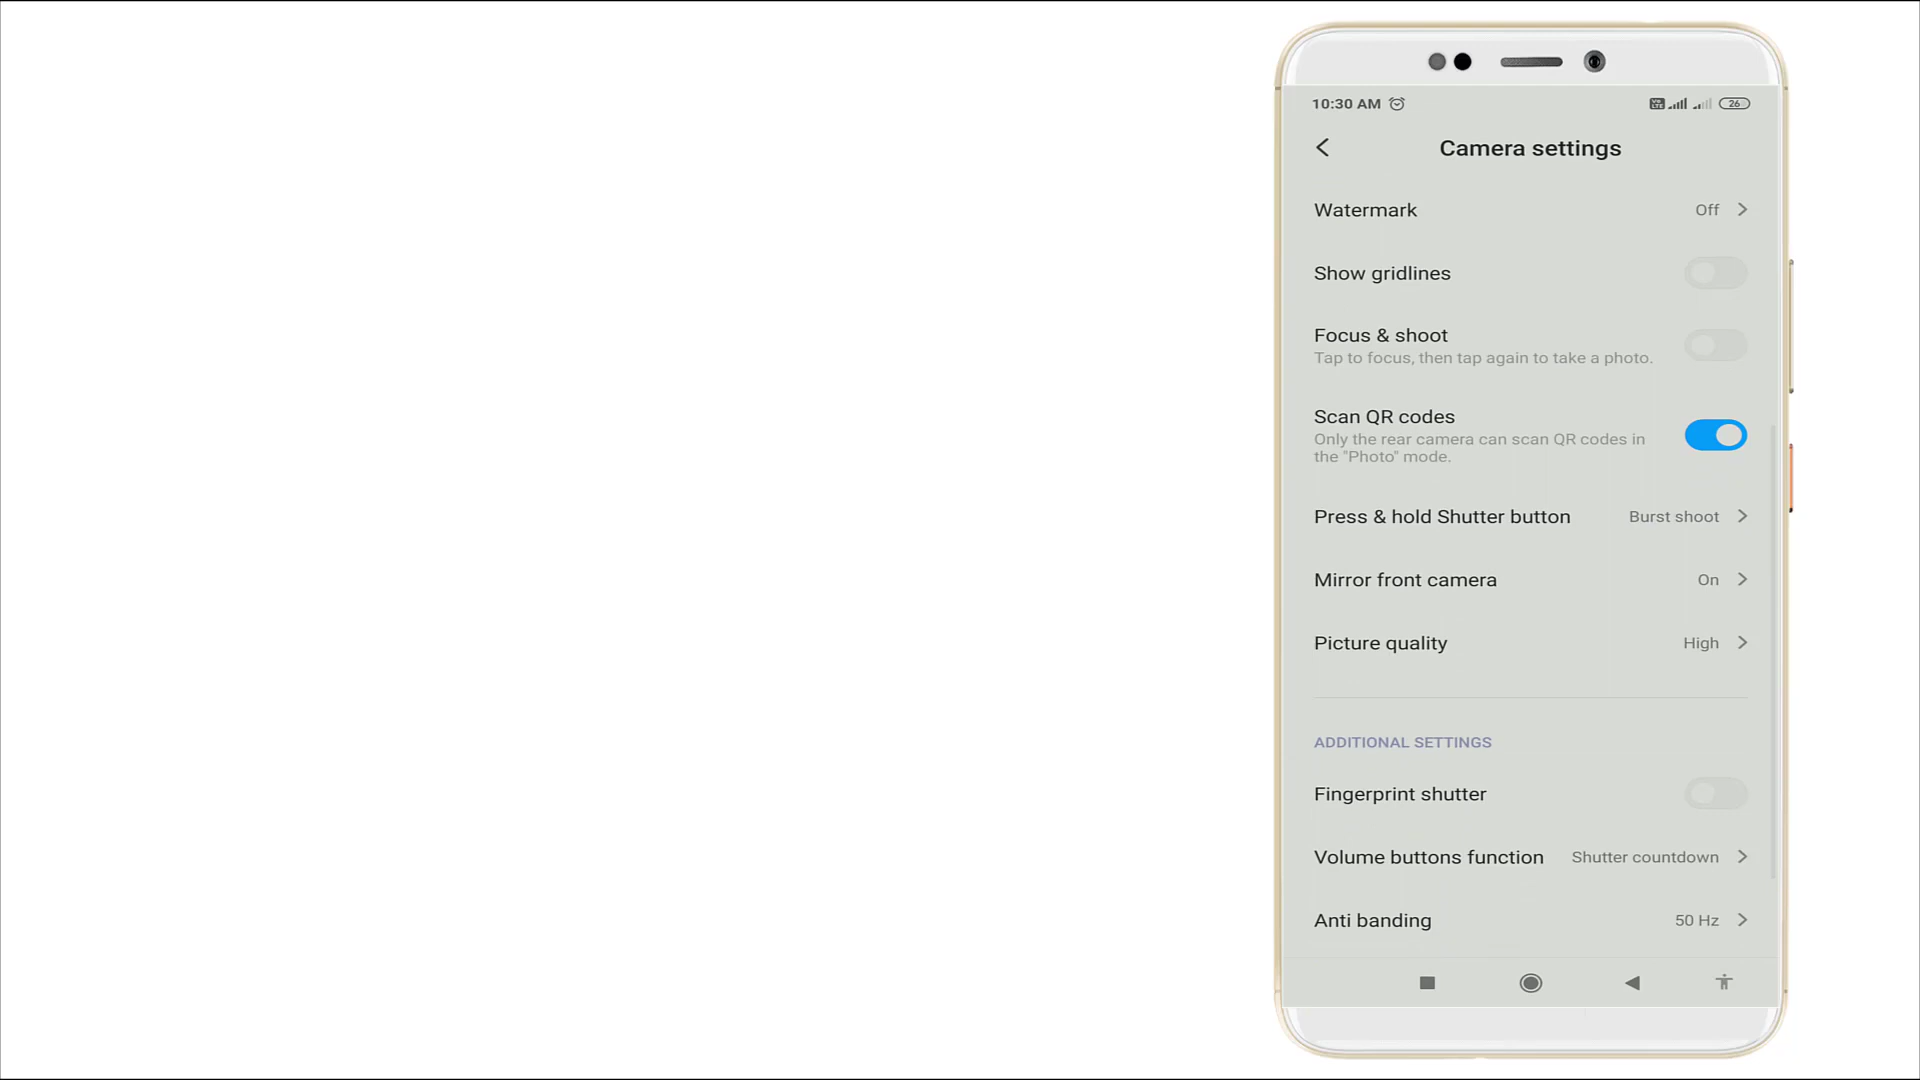 10:30 AM
26
Camera settings
Watermark Off
Show gridlines
Focus & shoot
Tap to focus, then tap again to take a photo.
Scan QR codes
Only the rear camera can scan QR codes in
the "Photo" mode.
Press & hold Shutter button Burst shoot
Mirror front camera On
Picture quality High
ADDITIONAL SETTINGS
Fingerprint shutter
Volume buttons function Shutter countdown
Anti banding 50 Hz